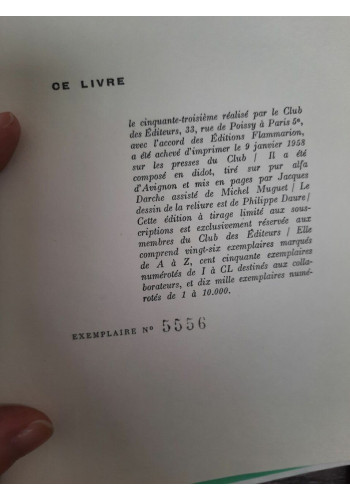 CE LIVRE
le cinquante-troisième réalisé par le Club
des Éditeurs, 33, rue de Poissy à Paris 5e,
avec l'accord des Éditions Flammarion,
a été achevé d'imprimer le 9 janvier 1958
sur les presses du Club / Il a été
composé en didot, tiré sur pur alfa
d'Avignon et mis en pages par Jacques
Darche assisté de Michel Muguet / Le
dessin de la reliure est de Philippe Daure /
Cette édition à tirage limité aux sous-
criptions est exclusivement réservée aux
membres du Club des Éditeurs / Elle
comprend vingt-six exemplaires marqués
de A à Z, cent cinquante exemplaires
numérotés de I à CL destinés aux colla-
borateurs, et dix mille exemplaires numé-
rotés de 1 à 10.000.
EXEMPLAIRE No 5556